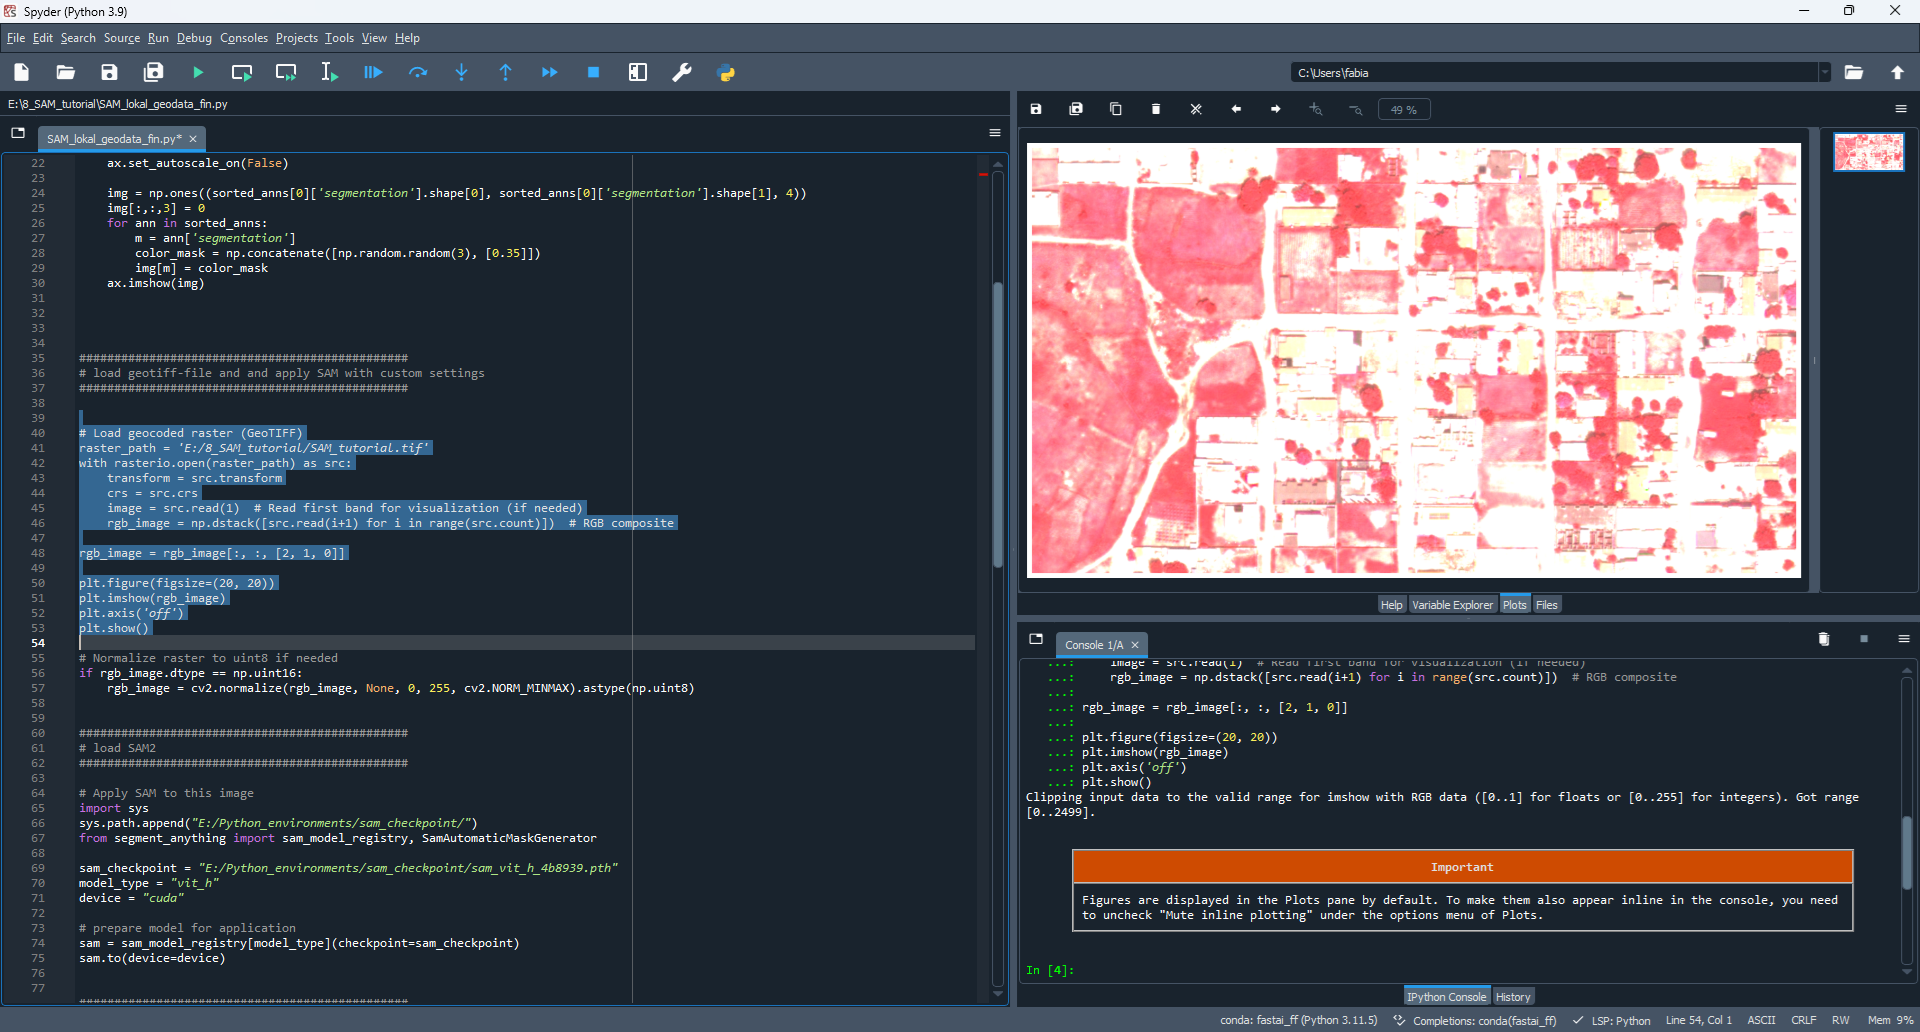 Spyder (Python 3.9)
File Edit Search Source Run Debug Consoles Projects Tools View Help
C:\Users\fabia
E:\8_SAM_tutorial\SAM_lokal_geodata_fin.py
SAM_lokal_geodata_fin.py*
22 ax.set_autoscale_on(False)
23
24 img = np.ones((sorted_anns[0]['segmentation'].shape[0], sorted_anns[0]['segmentation'].shape[1], 4))
25 img[:,:,3] = 0
26 for ann in sorted_anns:
27 m = ann['segmentation']
28 color_mask = np.concatenate([np.random.random(3), [0.35]])
29 img[m] = color_mask
30 ax.imshow(img)
31
32
33
34
35 ###############################################
36 # load geotiff-file and and apply SAM with custom settings
37 ###############################################
38
39
40 # Load geocoded raster (GeoTIFF)
41 raster_path = 'E:/8_SAM_tutorial/SAM_tutorial.tif'
42 with rasterio.open(raster_path) as src:
43 transform = src.transform
44 crs = src.crs
45 image = src.read(1) # Read first band for visualization (if needed)
46 rgb_image = np.dstack([src.read(i+1) for i in range(src.count)]) # RGB composite
47
48 rgb_image = rgb_image[:, :, [2, 1, 0]]
49
50 plt.figure(figsize=(20, 20))
51 plt.imshow(rgb_image)
52 plt.axis('off')
53 plt.show()
54
55 # Normalize raster to uint8 if needed
56 if rgb_image.dtype == np.uint16:
57 rgb_image = cv2.normalize(rgb_image, None, 0, 255, cv2.NORM_MINMAX).astype(np.uint8)
58
59
60 ###############################################
61 # load SAM2
62 ###############################################
63
64 # Apply SAM to this image
65 import sys
66 sys.path.append("E:/Python_environments/sam_checkpoint/")
67 from segment_anything import sam_model_registry, SamAutomaticMaskGenerator
68
69 sam_checkpoint = "E:/Python_environments/sam_checkpoint/sam_vit_h_4b8939.pth"
70 model_type = "vit_h"
71 device = "cuda"
72
73 # prepare model for application
74 sam = sam_model_registry[model_type](checkpoint=sam_checkpoint)
75 sam.to(device=device)
76
77
###############################################
49 %
Help Variable Explorer Plots Files
Console 1/A
...: image = src.read(1) # Read first band for visualization (if needed)
...: rgb_image = np.dstack([src.read(i+1) for i in range(src.count)]) # RGB composite
...:
...: rgb_image = rgb_image[:, :, [2, 1, 0]]
...:
...: plt.figure(figsize=(20, 20))
...: plt.imshow(rgb_image)
...: plt.axis('off')
...: plt.show()
Clipping input data to the valid range for imshow with RGB data ([0..1] for floats or [0..255] for integers). Got range
[0..2499].
Important
Figures are displayed in the Plots pane by default. To make them also appear inline in the console, you need
to uncheck "Mute inline plotting" under the options menu of Plots.
In [4]:
IPython Console History
conda: fastai_ff (Python 3.11.5) Completions: conda(fastai_ff) LSP: Python Line 54, Col 1 ASCII CRLF RW Mem 9%